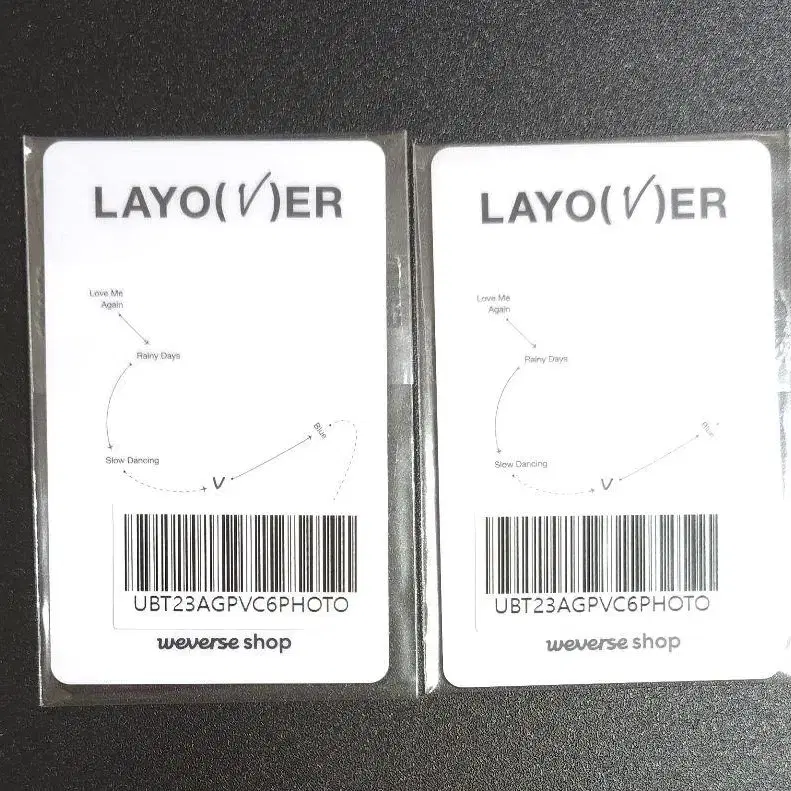 LAYO(V)ER
Love Me
Again
Rainy Days
Slow Dancing
V
Blue
UBT23AGPVC6PHOTO
weverse shop
LAYO(V)ER
Love Me
Again
Rainy Days
Slow Dancing
V
Blue
UBT23AGPVC6PHOTO
weverse shop